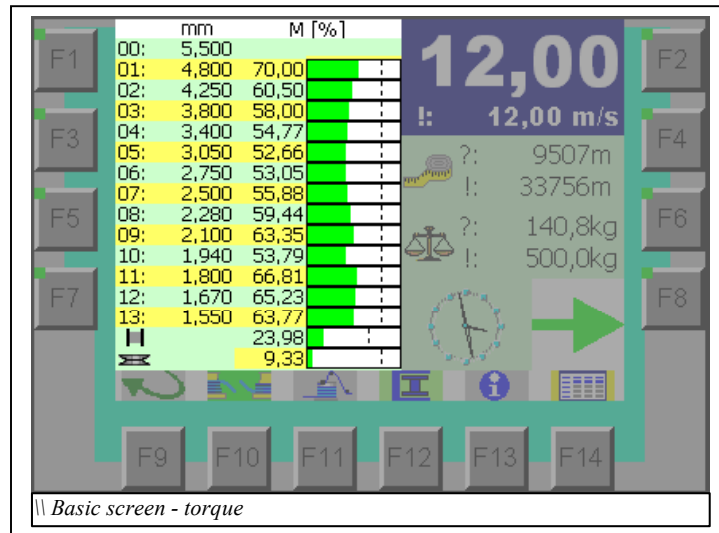 mm M [%]
00: 5,500
01: 4,800 70,00
02: 4,250 60,50
03: 3,800 58,00
04: 3,400 54,77
05: 3,050 52,66
06: 2,750 53,05
07: 2,500 55,88
08: 2,280 59,44
09: 2,100 63,35
10: 1,940 53,79
11: 1,800 66,81
12: 1,670 65,23
13: 1,550 63,77
23,98
9,33
12,00
!: 12,00 m/s
?: 9507m
!: 33756m
?: 140,8kg
!: 500,0kg
F1
F3
F5
F7
F2
F4
F6
F8
F9 F10 F11 F12 F13 F14
\\ Basic screen - torque